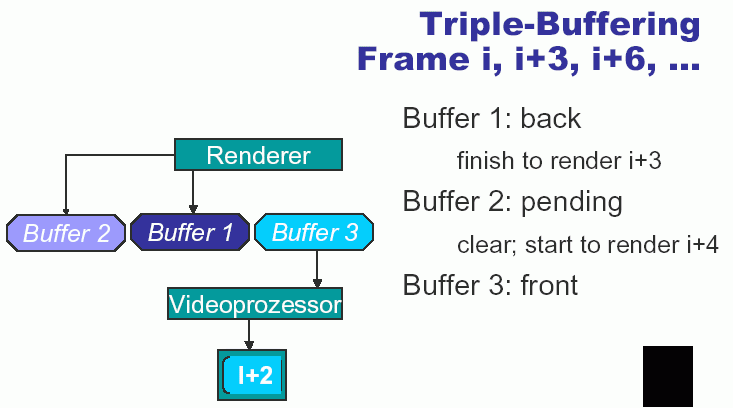 Triple-Buffering
Frame i, i+3, i+6, ...
Buffer 1: back
finish to render i+3
Buffer 2: pending
clear; start to render i+4
Buffer 3: front
Renderer
Buffer 2
Buffer 1
Buffer 3
Videoprozessor
I+2